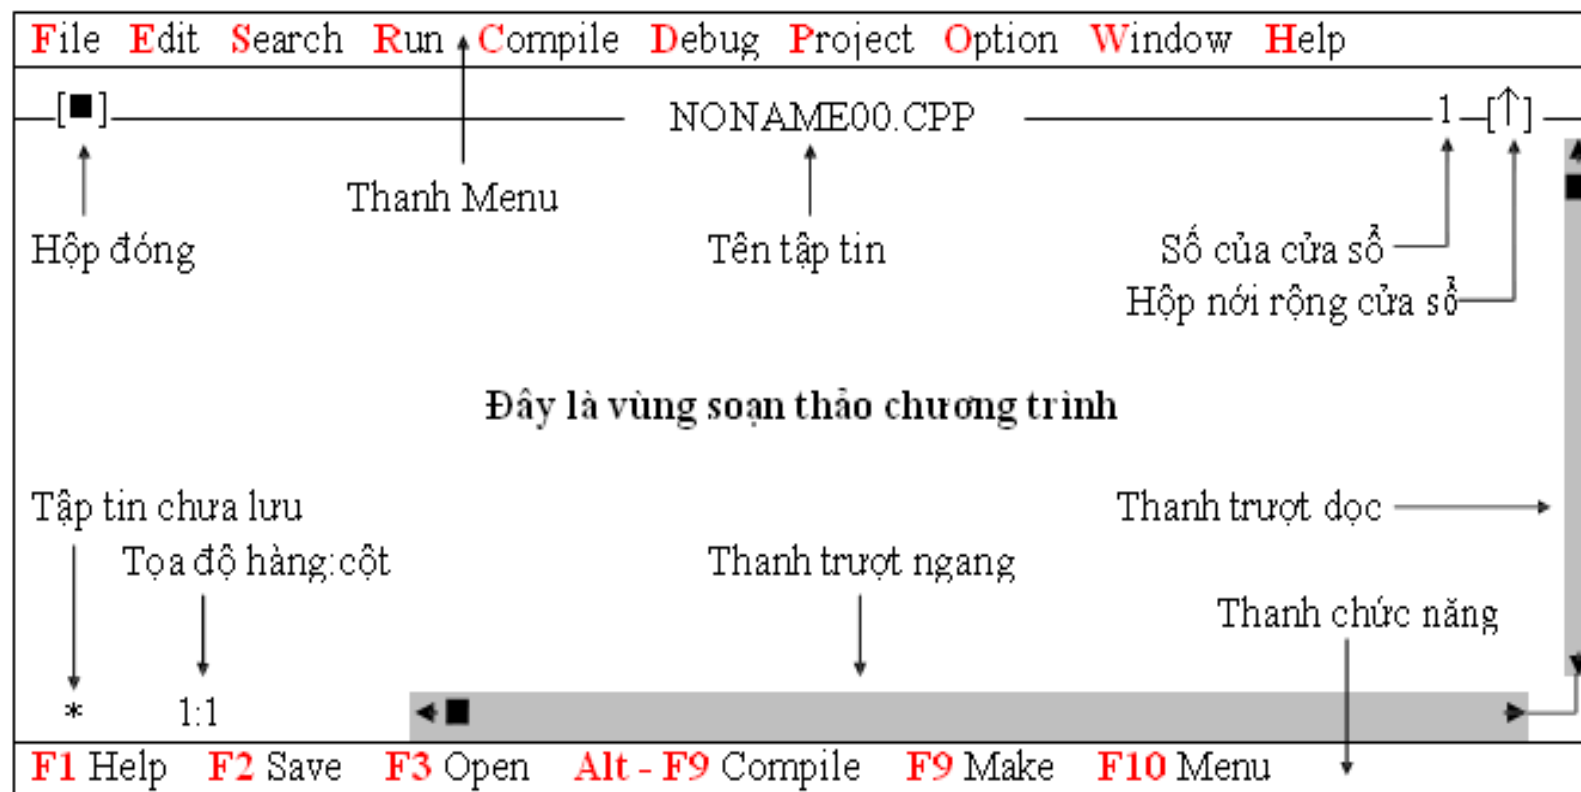 File Edit Search Run Compile Debug Project Option Window Help
[■] NONAME00.CPP 1 [↑]
Thanh Menu
Hộp đóng Tên tập tin Số của cửa sổ
Hộp nới rộng cửa sổ
Đây là vùng soạn thảo chương trình
Tập tin chưa lưu Thanh trượt dọc
Tọa độ hàng:cột Thanh trượt ngang
Thanh chức năng
* 1:1
F1 Help F2 Save F3 Open Alt - F9 Compile F9 Make F10 Menu